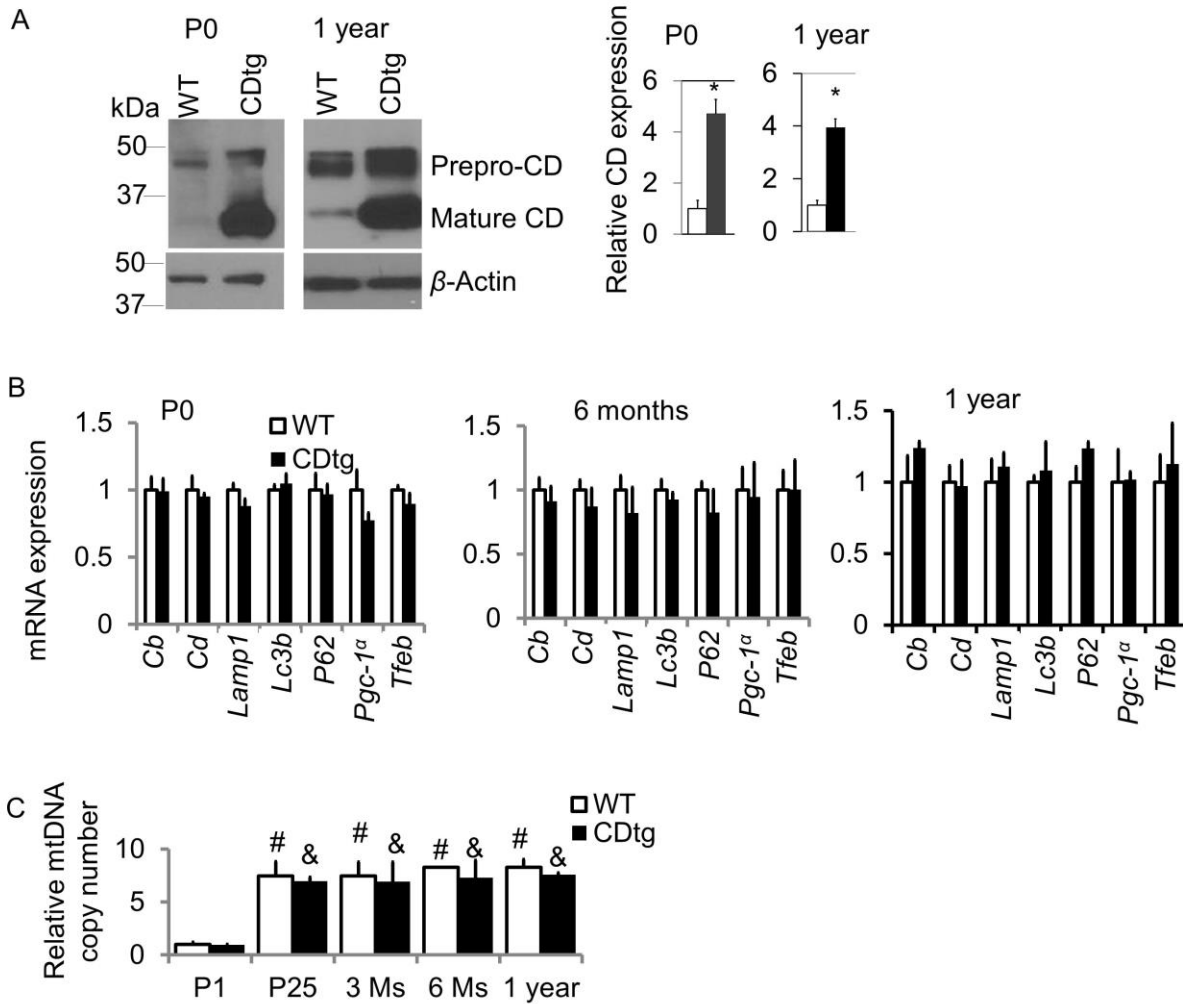 A
P0
1 year
WT
CDtg
WT
CDtg
kDa
50
37
50
37
Prepro-CD
Mature CD
β-Actin
P0
1 year
Relative CD expression
6
4
2
0
*
6
4
2
0
*
B
P0
WT
CDtg
mRNA expression
1.5
1
0.5
0
Cb
Cd
Lamp1
Lc3b
P62
Pgc-1α
Tfeb
6 months
1.5
1
0.5
0
Cb
Cd
Lamp1
Lc3b
P62
Pgc-1α
Tfeb
1 year
1.5
1
0.5
0
Cb
Cd
Lamp1
Lc3b
P62
Pgc-1α
Tfeb
C
Relative mtDNA
copy number
WT
CDtg
10
5
0
# & # & # & # &
P1 P25 3 Ms 6 Ms 1 year